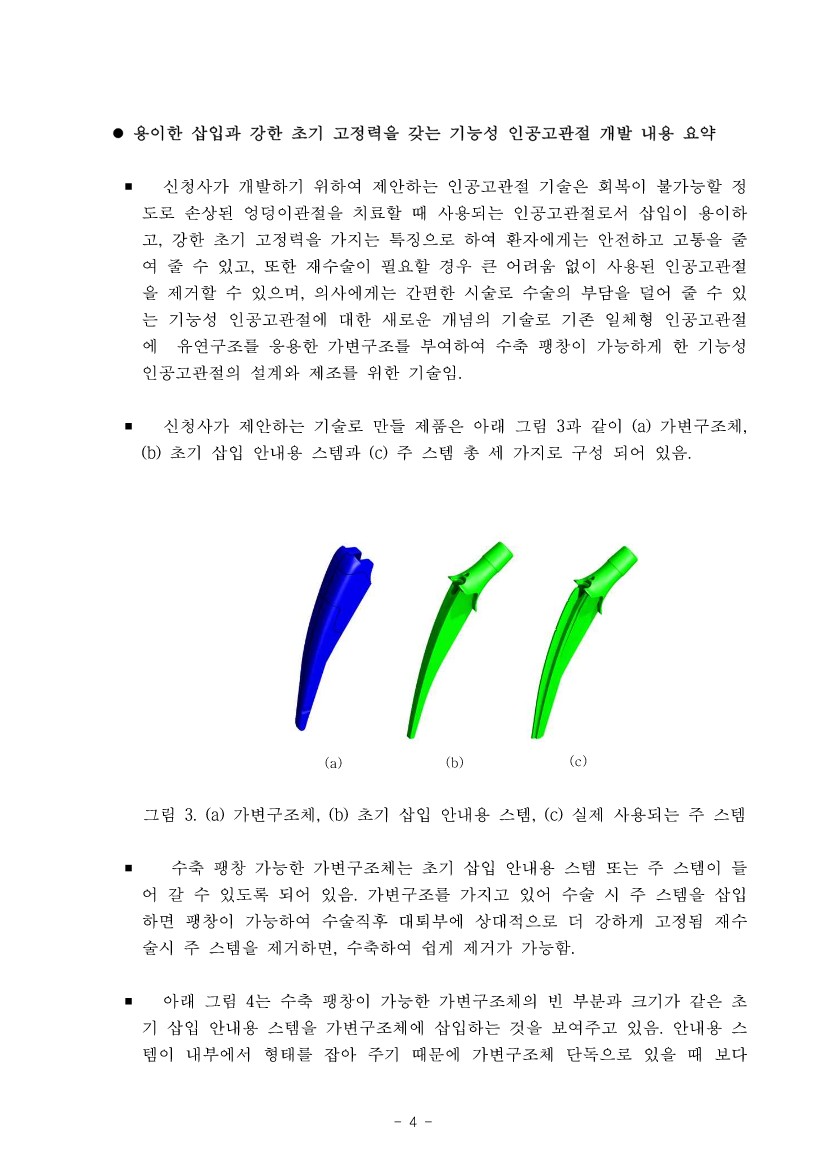 ● 용이한 삽입과 강한 초기 고정력을 갖는 기능성 인공고관절 개발 내용 요약
■ 신청사가 개발하기 위하여 제안하는 인공고관절 기술은 회복이 불가능할 정
도로 손상된 엉덩이관절을 치료할 때 사용되는 인공고관절로서 삽입이 용이하
고, 강한 초기 고정력을 가지는 특징으로 하여 환자에게는 안전하고 고통을 줄
여 줄 수 있고, 또한 재수술이 필요할 경우 큰 어려움 없이 사용된 인공고관절
을 제거할 수 있으며, 의사에게는 간편한 시술로 수술의 부담을 덜어 줄 수 있
는 기능성 인공고관절에 대한 새로운 개념의 기술로 기존 일체형 인공고관절
에 유연구조를 응용한 가변구조를 부여하여 수축 팽창이 가능하게 한 기능성
인공고관절의 설계와 제조를 위한 기술임.
■ 신청사가 제안하는 기술로 만들 제품은 아래 그림 3과 같이 (a) 가변구조체,
(b) 초기 삽입 안내용 스템과 (c) 주 스템 총 세 가지로 구성 되어 있음.
(a) (b) (c)
그림 3. (a) 가변구조체, (b) 초기 삽입 안내용 스템, (c) 실제 사용되는 주 스템
■ 수축 팽창 가능한 가변구조체는 초기 삽입 안내용 스템 또는 주 스템이 들
어 갈 수 있도록 되어 있음. 가변구조를 가지고 있어 수술 시 주 스템을 삽입
하면 팽창이 가능하여 수술직후 대퇴부에 상대적으로 더 강하게 고정됨 재수
술시 주 스템을 제거하면, 수축하여 쉽게 제거가 가능함.
■ 아래 그림 4는 수축 팽창이 가능한 가변구조체의 빈 부분과 크기가 같은 초
기 삽입 안내용 스템을 가변구조체에 삽입하는 것을 보여주고 있음. 안내용 스
템이 내부에서 형태를 잡아 주기 때문에 가변구조체 단독으로 있을 때 보다
- 4 -